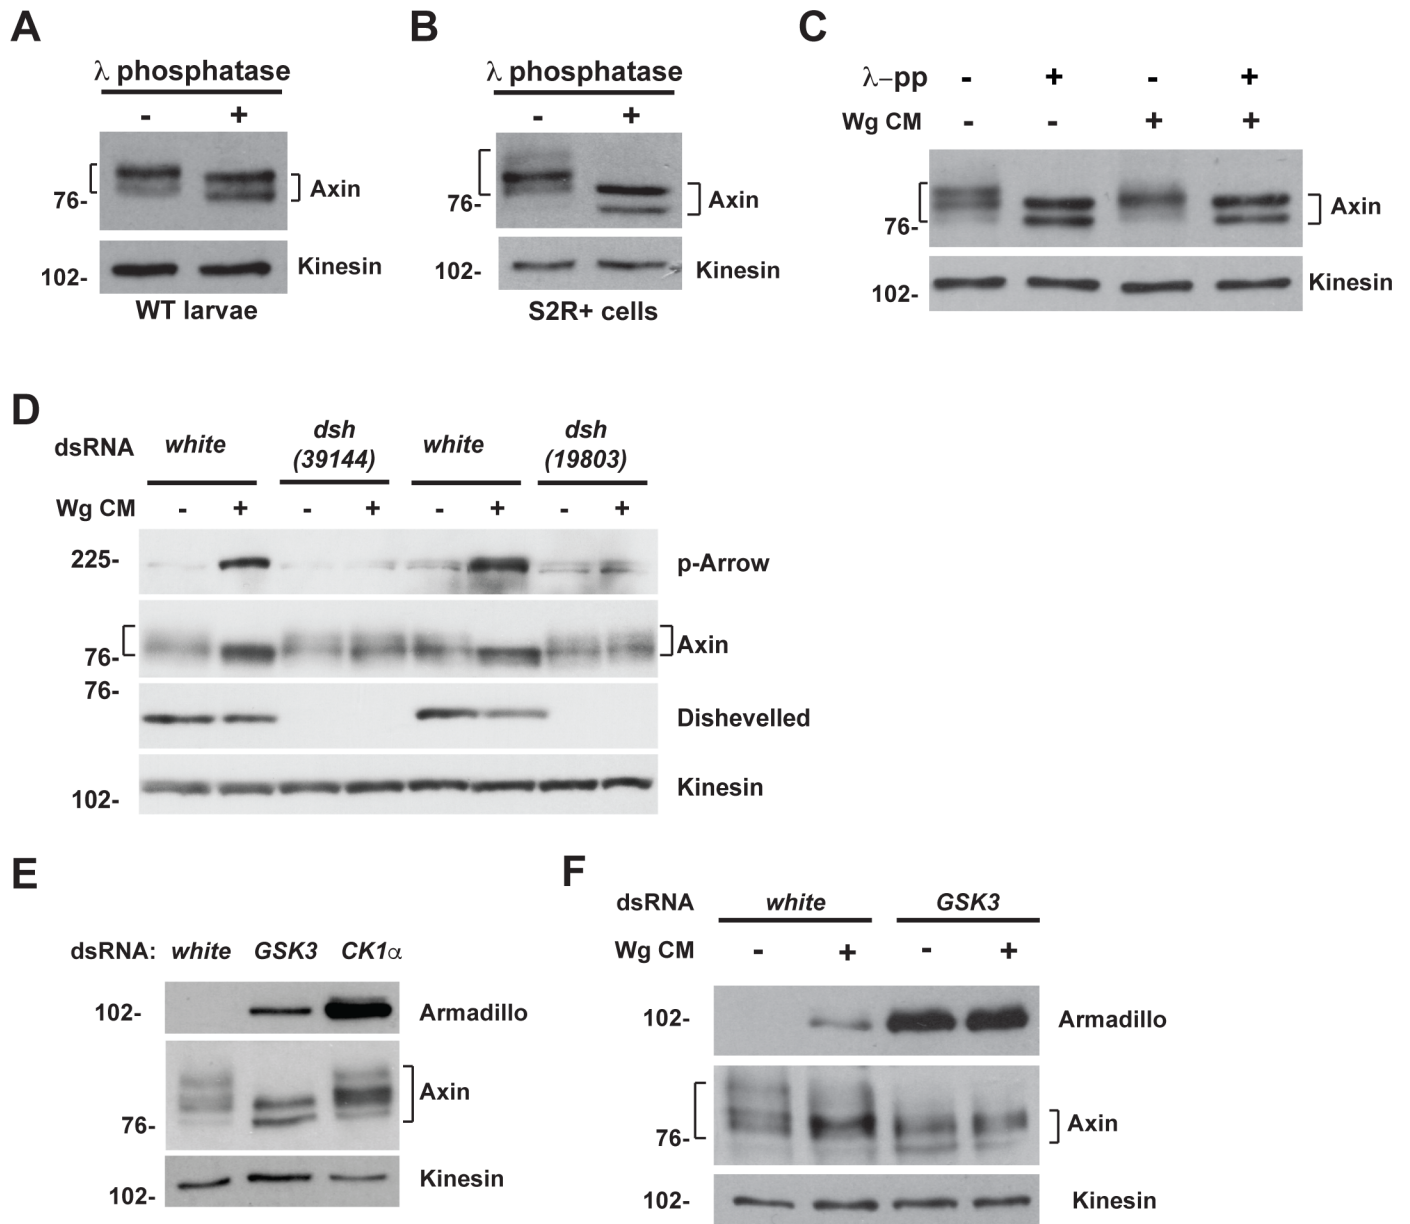 A
λ phosphatase
- +
76-
Axin
102-
Kinesin
WT larvae
B
λ phosphatase
- +
76-
Axin
102-
Kinesin
S2R+ cells
C
λ–pp - + - +
Wg CM - - + +
76-
Axin
102-
Kinesin
D
dsRNA white dsh (39144) white dsh (19803)
Wg CM - + - + - + - +
225- p-Arrow
76- Axin
76-
Dishevelled
102- Kinesin
E
dsRNA: white GSK3 CK1α
102- Armadillo
76- Axin
102- Kinesin
F
dsRNA white GSK3
Wg CM - + - +
102- Armadillo
76- Axin
102- Kinesin